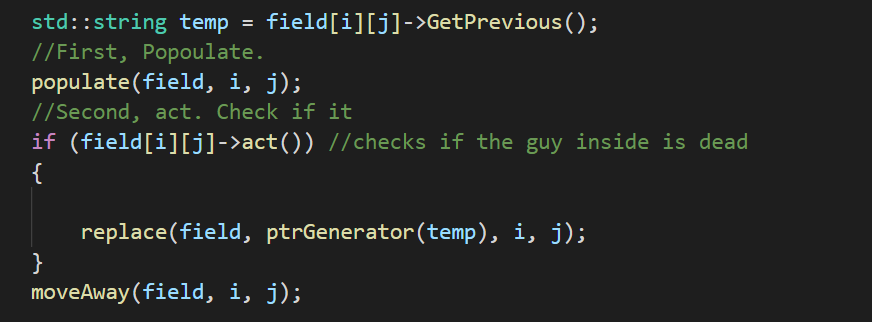 std::string temp = field[i][j]->GetPrevious();
//First, Popoulate.
populate(field, i, j);
//Second, act. Check if it
if (field[i][j]->act()) //checks if the guy inside is dead
{
replace(field, ptrGenerator(temp), i, j);
}
moveAway(field, i, j);